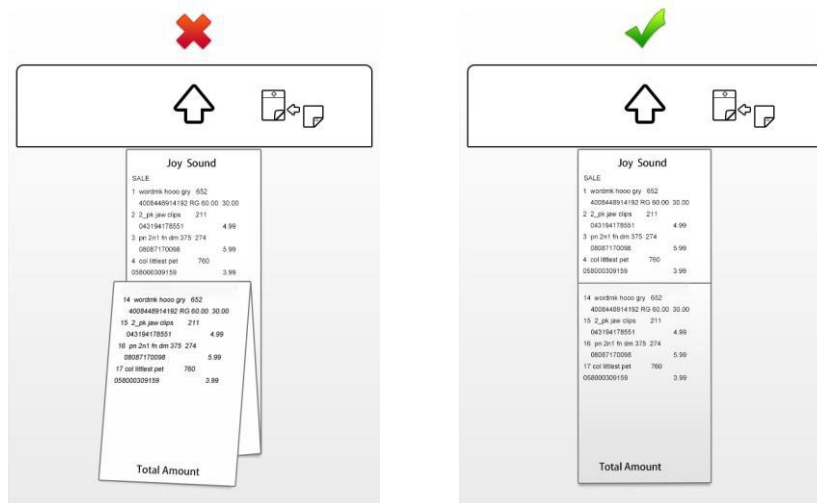 Joy Sound
SALE
1 wordmk hooo gry 652
4008448914192 RG 60.00 30.00
2 2_pk jaw clips 211
043194178551 4.99
3 pn 2n1 fn dm 375 274
08087170098 5.99
4 col littlest pet 760
058000309159 3.99
14 wordmk hooo gry 652
4008448914192 RG 60.00 30.00
15 2_pk jaw clips 211
043194178551 4.99
16 pn 2n1 fn dm 375 274
08087170098 5.99
17 col littlest pet 760
058000309159 3.99
Total Amount
Joy Sound
SALE
1 wordmk hooo gry 652
4008448914192 RG 60.00 30.00
2 2_pk jaw clips 211
043194178551 4.99
3 pn 2n1 fn dm 375 274
08087170098 5.99
4 col littlest pet 760
058000309159 3.99
14 wordmk hooo gry 652
4008448914192 RG 60.00 30.00
15 2_pk jaw clips 211
043194178551 4.99
16 pn 2n1 fn dm 375 274
08087170098 5.99
17 col littlest pet 760
058000309159 3.99
Total Amount